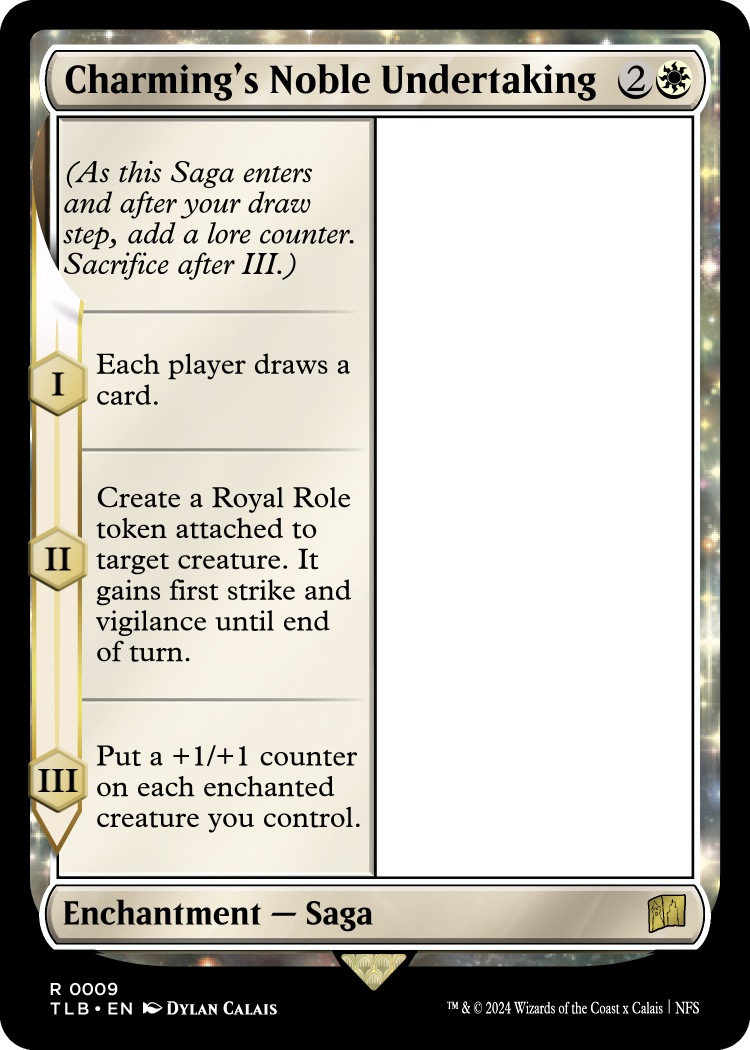 Charming's Noble Undertaking 2
(As this Saga enters
and after your draw
step, add a lore counter.
Sacrifice after III.)
I
Each player draws a
card.
II
Create a Royal Role
token attached to
target creature. It
gains first strike and
vigilance until end
of turn.
III
Put a +1/+1 counter
on each enchanted
creature you control.
Enchantment — Saga
R 0009
TLB • EN Dylan Calais
™ & © 2024 Wizards of the Coast x Calais | NFS